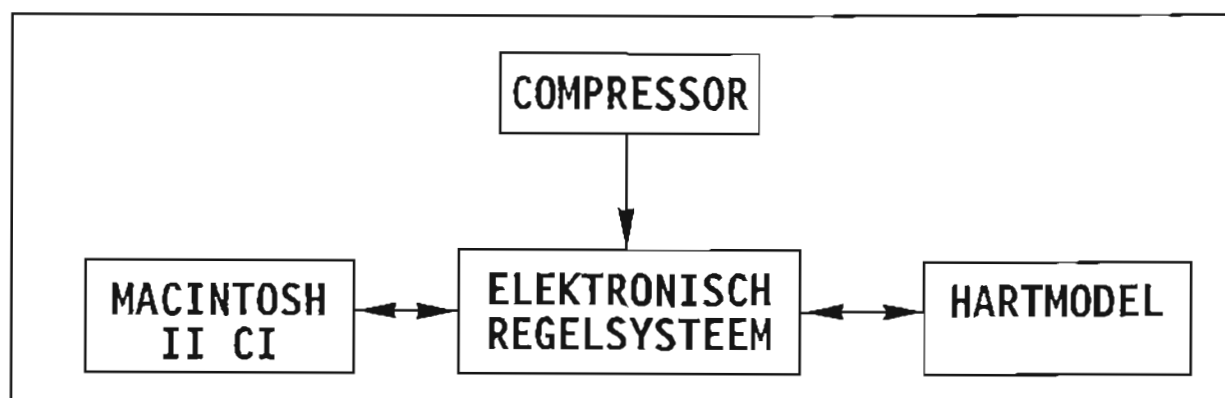 COMPRESSOR
MACINTOSH
II CI
ELEKTRONISCH
REGELSYSTEEM
HARTMODEL